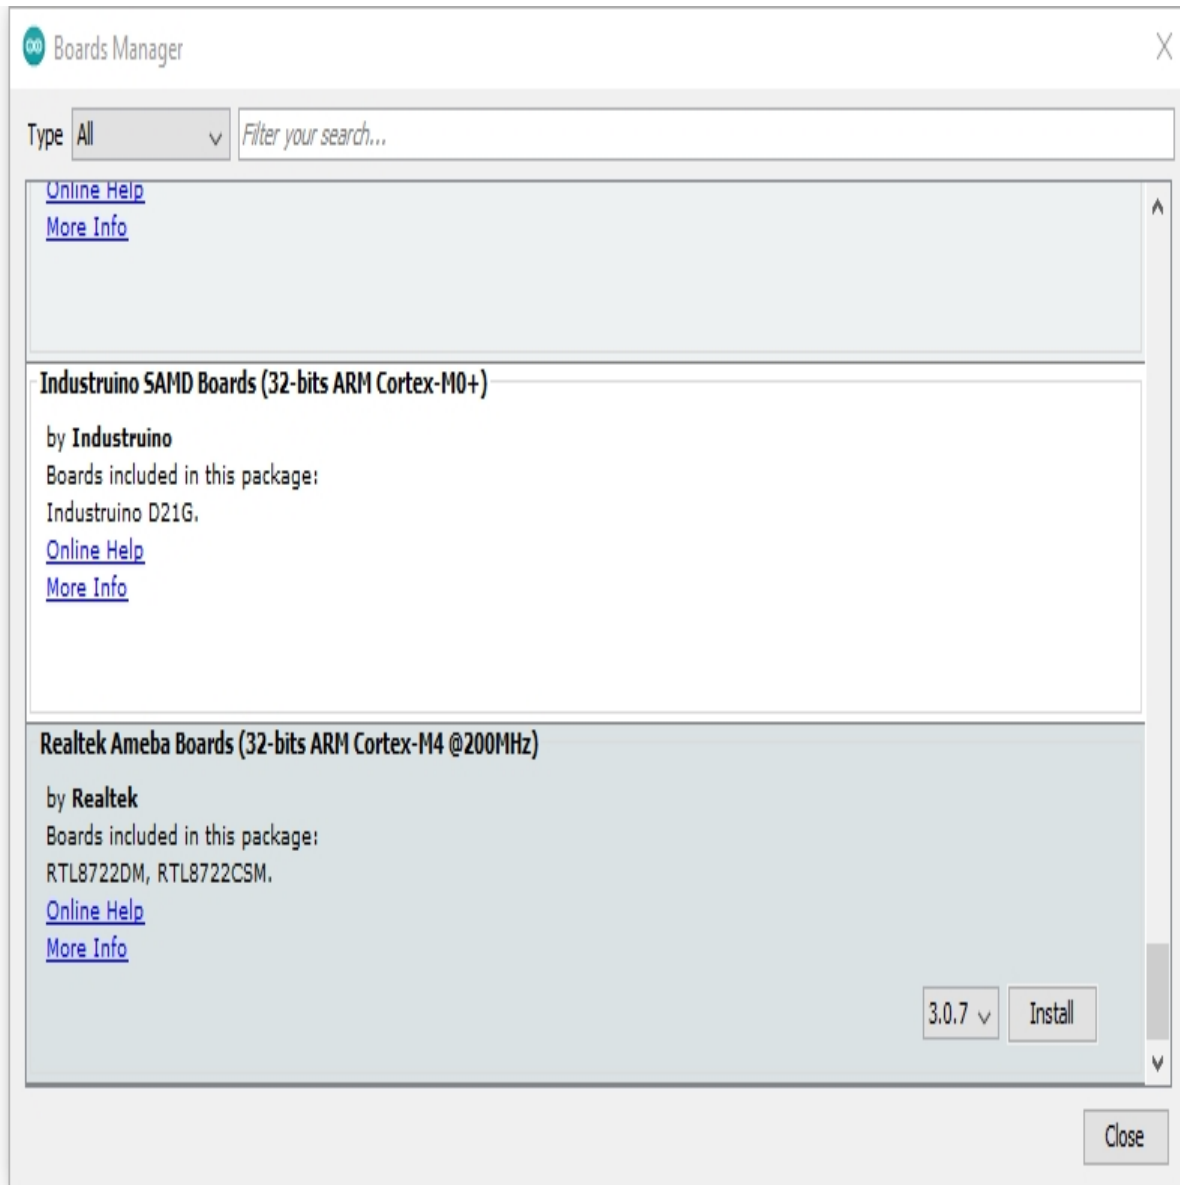 Boards Manager
Type All Filter your search...
Online Help
More Info
Industruino SAMD Boards (32-bits ARM Cortex-M0+)
by Industruino
Boards included in this package:
Industruino D21G.
Online Help
More Info
Realtek Ameba Boards (32-bits ARM Cortex-M4 @200MHz)
by Realtek
Boards included in this package:
RTL8722DM, RTL8722CSM.
Online Help
More Info
3.0.7 Install
Close